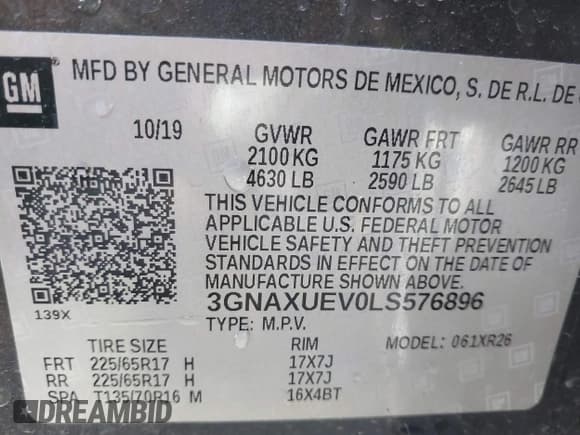 GM ®
MFD BY GENERAL MOTORS DE MEXICO, S. DE R.L. DE
10/19 GVWR GAWR FRT GAWR RR
2100 KG 1175 KG 1200 KG
4630 LB 2590 LB 2645 LB
THIS VEHICLE CONFORMS TO ALL
APPLICABLE U.S. FEDERAL MOTOR
VEHICLE SAFETY AND THEFT PREVENTION
STANDARDS IN EFFECT ON THE DATE OF
MANUFACTURE SHOWN ABOVE.
139X 3GNAXUEV0LS576896
TYPE: M.P.V. MODEL: 061XR26
TIRE SIZE RIM
FRT 225/65R17 H 17X7J
RR 225/65R17 H 17X7J
SPA T135/70R16 M 16X4BT
DREAMBID